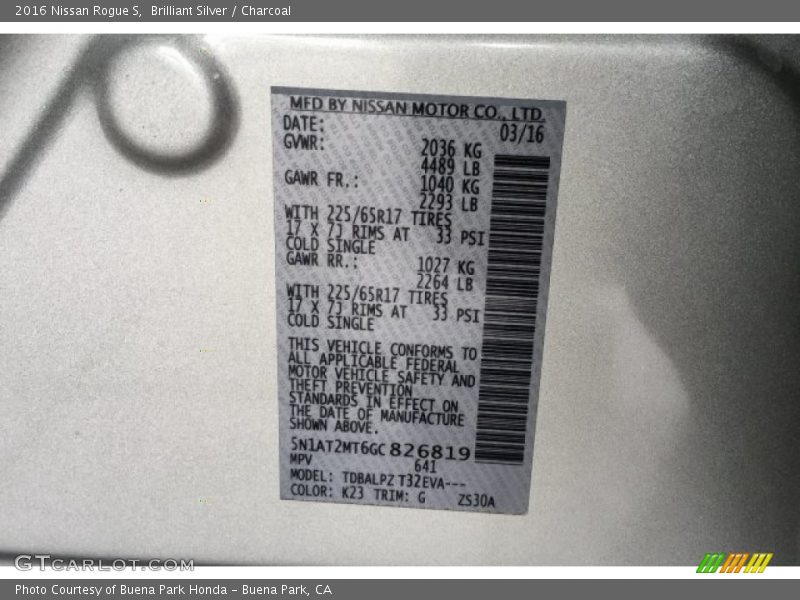 2016 Nissan Rogue S,  Brilliant Silver / Charcoal
MFD BY NISSAN MOTOR CO., LTD.
DATE: 03/16
GVWR: 2036 KG
4489 LB
GAWR FR.: 1040 KG
2293 LB
WITH 225/65R17 TIRES
17 X 7J RIMS AT 33 PSI
COLD SINGLE
GAWR RR.: 1027 KG
2264 LB
WITH 225/65R17 TIRES
17 X 7J RIMS AT 33 PSI
COLD SINGLE
THIS VEHICLE CONFORMS TO
ALL APPLICABLE FEDERAL
MOTOR VEHICLE SAFETY AND
THEFT PREVENTION
STANDARDS IN EFFECT ON
THE DATE OF MANUFACTURE
SHOWN ABOVE.
5N1AT2MT6GC826819
MPV 641
MODEL: TDBALPZ T32EVA---
COLOR: K23 TRIM: G ZS30A
GTCARLOT.COM
Photo Courtesy of Buena Park Honda - Buena Park, CA